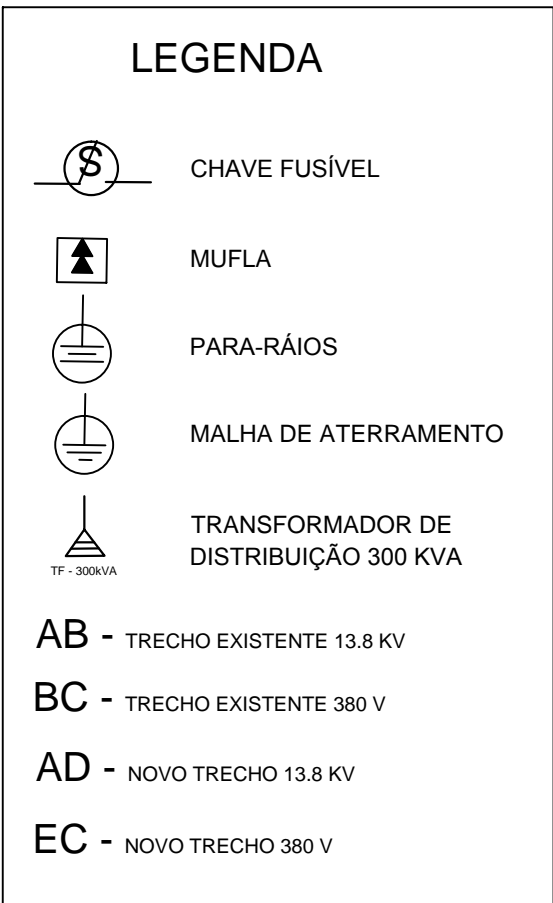 LEGENDA
S
CHAVE FUSÍVEL
MUFLA
PARA-RÁIOS
MALHA DE ATERRAMENTO
TRANSFORMADOR DE
DISTRIBUIÇÃO 300 KVA
TF - 300kVA
AB - TRECHO EXISTENTE 13.8 KV
BC - TRECHO EXISTENTE 380 V
AD - NOVO TRECHO 13.8 KV
EC - NOVO TRECHO 380 V